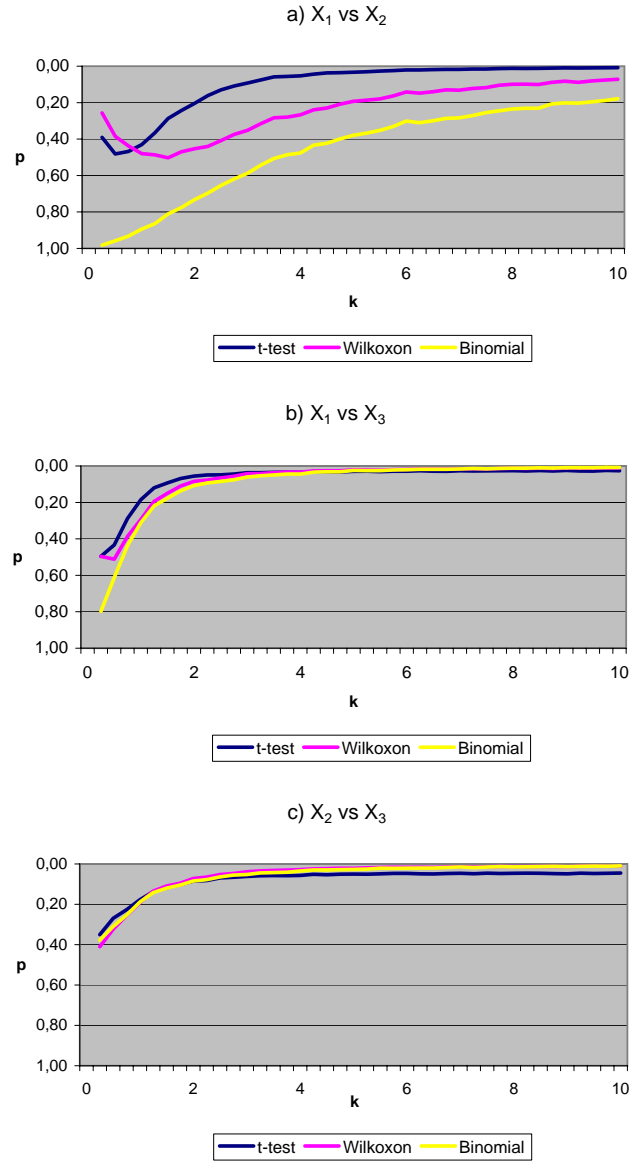 a) X₁ vs X₂
0,00
0,20
0,40
p
0,60
0,80
1,00
0 2 4 6 8 10
k
t-test Wilkoxon Binomial
b) X₁ vs X₃
0,00
0,20
0,40
p
0,60
0,80
1,00
0 2 4 6 8 10
k
t-test Wilkoxon Binomial
c) X₂ vs X₃
0,00
0,20
0,40
p
0,60
0,80
1,00
0 2 4 6 8 10
k
t-test Wilkoxon Binomial